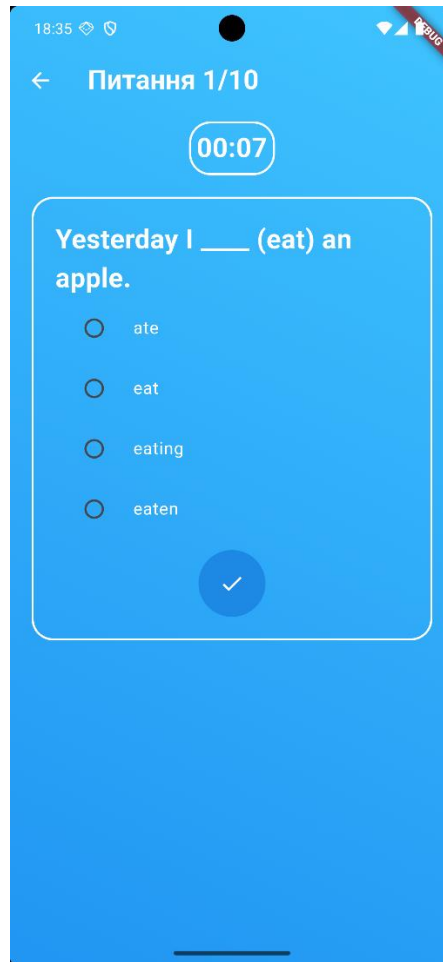 18:35
DEBUG
Питання 1/10
00:07
Yesterday I ____ (eat) an
apple.
ate
eat
eating
eaten